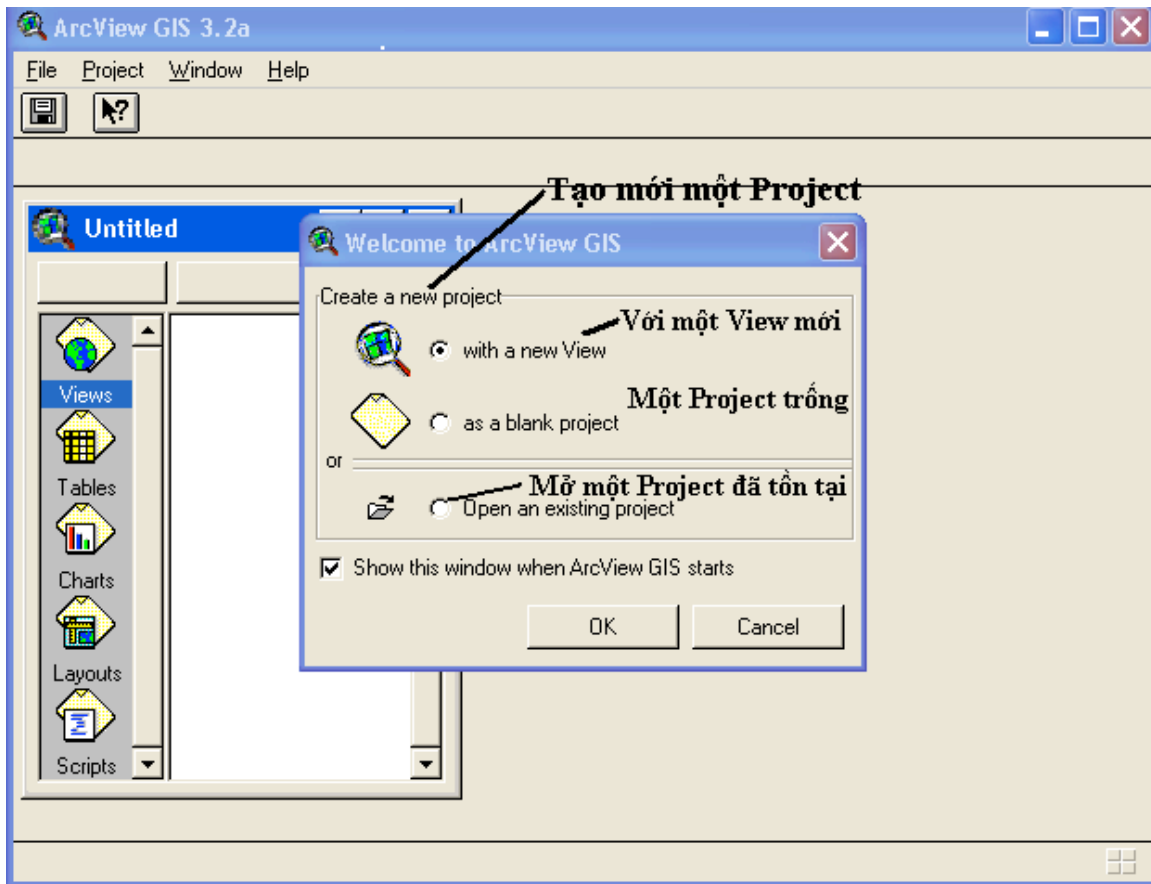 ArcView GIS 3.2a
File Project Window Help
Tạo mới một Project
Untitled
Welcome to ArcView GIS
Create a new project
Với một View mới
with a new View
Views
Một Project trống
as a blank project
or
Tables
Mở một Project đã tồn tại
Open an existing project
Charts
Show this window when ArcView GIS starts
OK Cancel
Layouts
Scripts